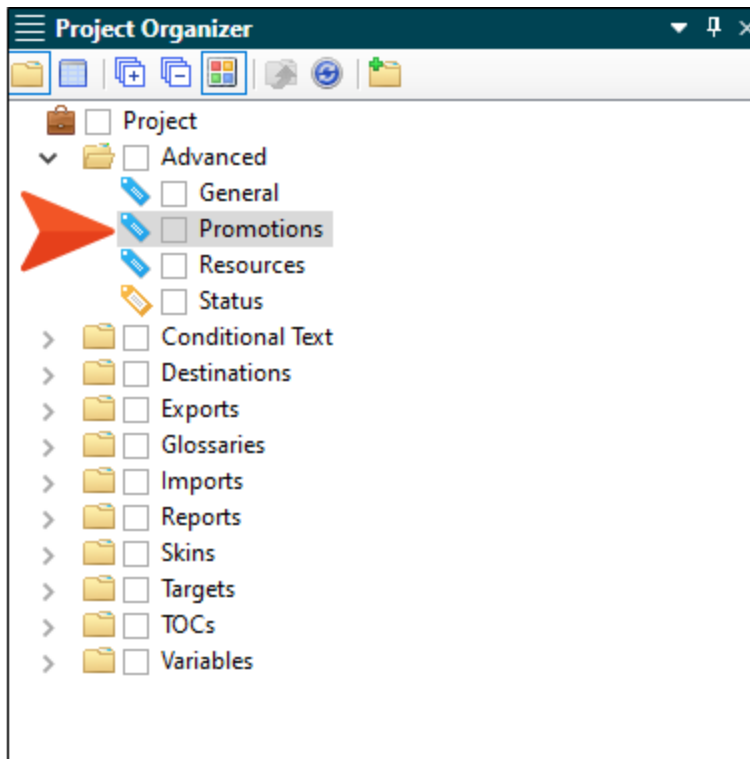 Project Organizer
Project
Advanced
General
Promotions
Resources
Status
Conditional Text
Destinations
Exports
Glossaries
Imports
Reports
Skins
Targets
TOCs
Variables